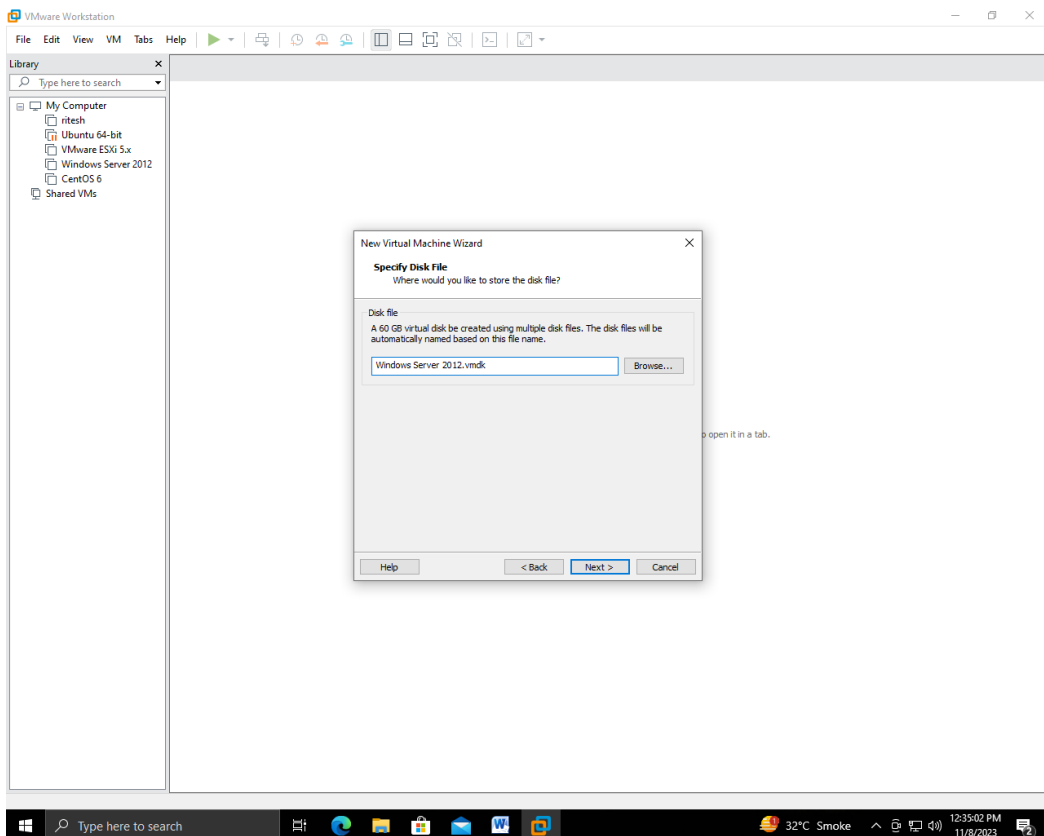 VMware Workstation
File Edit View VM Tabs Help
Library
Type here to search
My Computer
ritesh
Ubuntu 64-bit
VMware ESXi 5.x
Windows Server 2012
CentOS 6
Shared VMs
New Virtual Machine Wizard
Specify Disk File
Where would you like to store the disk file?
Disk file
A 60 GB virtual disk be created using multiple disk files. The disk files will be
automatically named based on this file name.
Windows Server 2012.vmdk
Browse...
o open it in a tab.
Help
< Back
Next >
Cancel
Type here to search
32°C Smoke
12:35:02 PM
11/8/2023
2